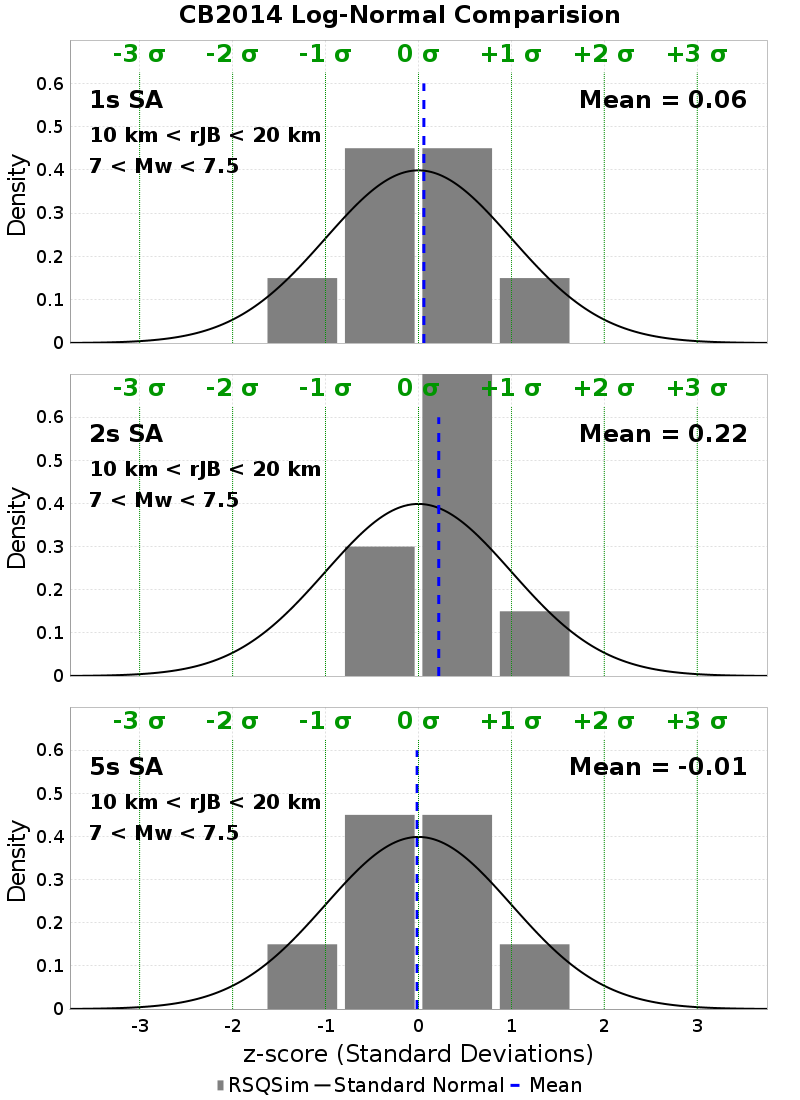 CB2014 Log-Normal Comparision
-3 σ -2 σ -1 σ 0 σ +1 σ +2 σ +3 σ
0.6
1s SA Mean = 0.06
0.5
10 km < rJB < 20 km
7 < Mw < 7.5
0.4
Density
0.3
0.2
0.1
0
-3 σ -2 σ -1 σ 0 σ +1 σ +2 σ +3 σ
0.6
2s SA Mean = 0.22
0.5
10 km < rJB < 20 km
7 < Mw < 7.5
0.4
Density
0.3
0.2
0.1
0
-3 σ -2 σ -1 σ 0 σ +1 σ +2 σ +3 σ
0.6
5s SA Mean = -0.01
0.5
10 km < rJB < 20 km
7 < Mw < 7.5
0.4
Density
0.3
0.2
0.1
0
-3 -2 -1 0 1 2 3
z-score (Standard Deviations)
RSQSim Standard Normal Mean